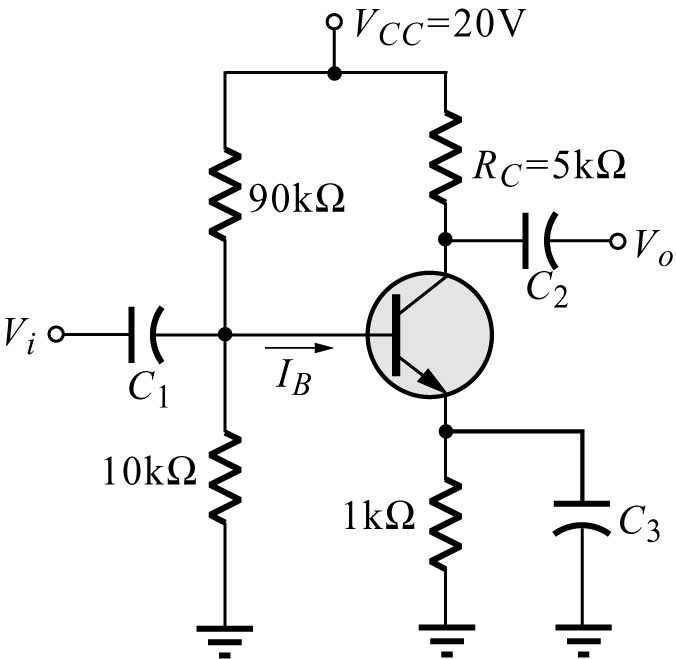 V_CC=20V
90kΩ
R_C=5kΩ
V_o
C_2
V_i
C_1
I_B
10kΩ
1kΩ
C_3